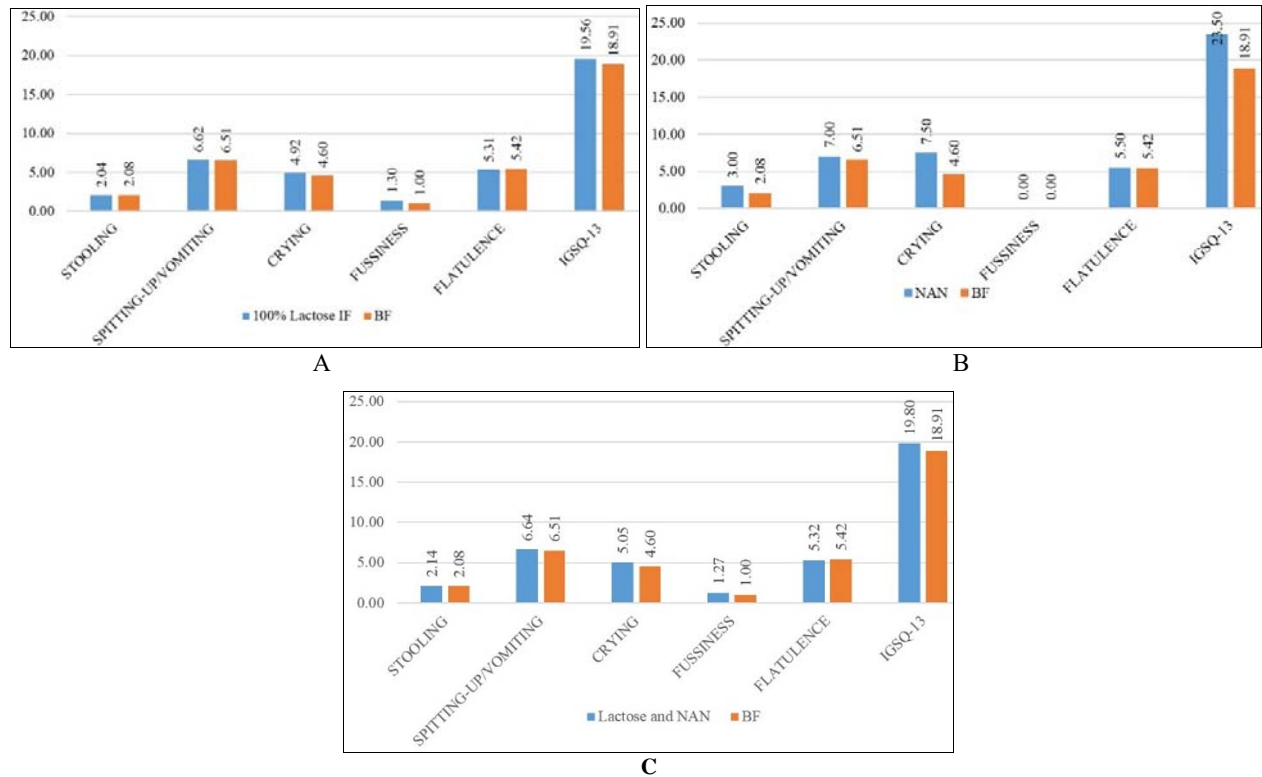 25.00
20.00
15.00
10.00
5.00
0.00
2.04
2.08
6.62
6.51
4.92
4.60
1.30
1.00
5.31
5.42
19.56
18.91
STOOLING
SPITTING-UP/VOMITING
CRYING
FUSSINESS
FLATULENCE
IGSQ-13
100% Lactose IF BF
A
25.00
20.00
15.00
10.00
5.00
0.00
3.00
2.08
7.00
6.51
7.50
4.60
0.00
0.00
5.50
5.42
23.50
18.91
STOOLING
SPITTING-UP/VOMITING
CRYING
FUSSINESS
FLATULENCE
IGSQ-13
NAN BF
B
25.00
20.00
15.00
10.00
5.00
0.00
2.14
2.08
6.64
6.51
5.05
4.60
1.27
1.00
5.32
5.42
19.80
18.91
STOOLING
SPITTING-UP/VOMITING
CRYING
FUSSINESS
FLATULENCE
IGSQ-13
Lactose and NAN BF
C